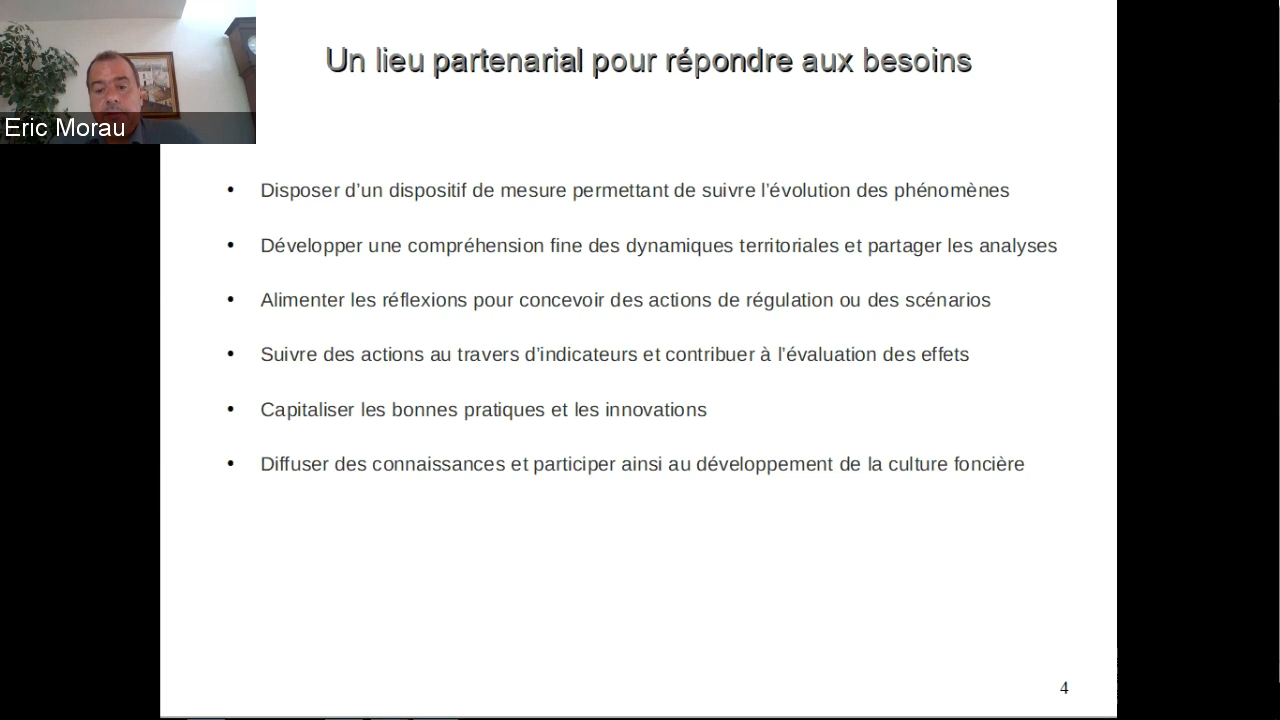 Un lieu partenarial pour répondre aux besoins
Eric Morau
• Disposer d’un dispositif de mesure permettant de suivre l’évolution des phénomènes
• Développer une compréhension fine des dynamiques territoriales et partager les analyses
• Alimenter les réflexions pour concevoir des actions de régulation ou des scénarios
• Suivre des actions au travers d’indicateurs et contribuer à l’évaluation des effets
• Capitaliser les bonnes pratiques et les innovations
• Diffuser des connaissances et participer ainsi au développement de la culture foncière
4